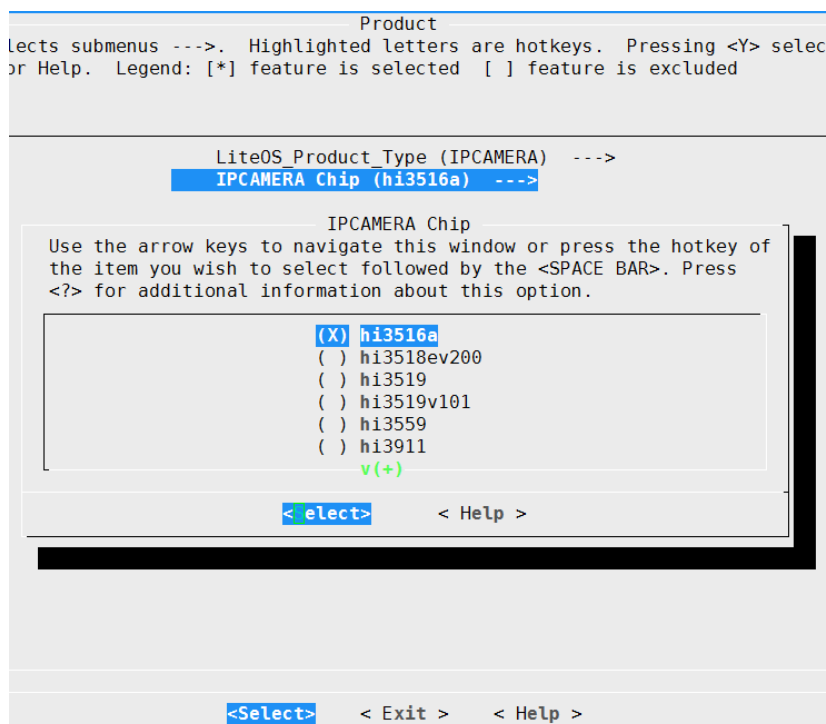 Product
lects submenus --->.  Highlighted letters are hotkeys.  Pressing <Y> selec
or Help.  Legend: [*] feature is selected  [ ] feature is excluded
LiteOS_Product_Type (IPCAMERA)  --->
IPCAMERA Chip (hi3516a)  --->
IPCAMERA Chip
Use the arrow keys to navigate this window or press the hotkey of
the item you wish to select followed by the <SPACE BAR>. Press
<?> for additional information about this option.
(X) hi3516a
( ) hi3518ev200
( ) hi3519
( ) hi3519v101
( ) hi3559
( ) hi3911
v(+)
<Select>      < Help >
<Select>    < Exit >    < Help >